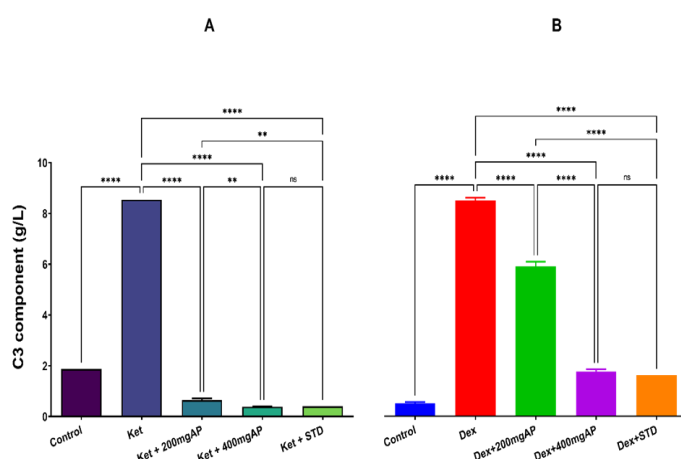 A
B
****
****
**
****
****
****
****
****
**
ns
****
****
****
ns
10
8
6
4
2
0
C3 component (g/L)
Control
Ket
Ket + 200mgAP
Ket + 400mgAP
Ket + STD
Control
Dex
Dex+200mgAP
Dex+400mgAP
Dex+STD